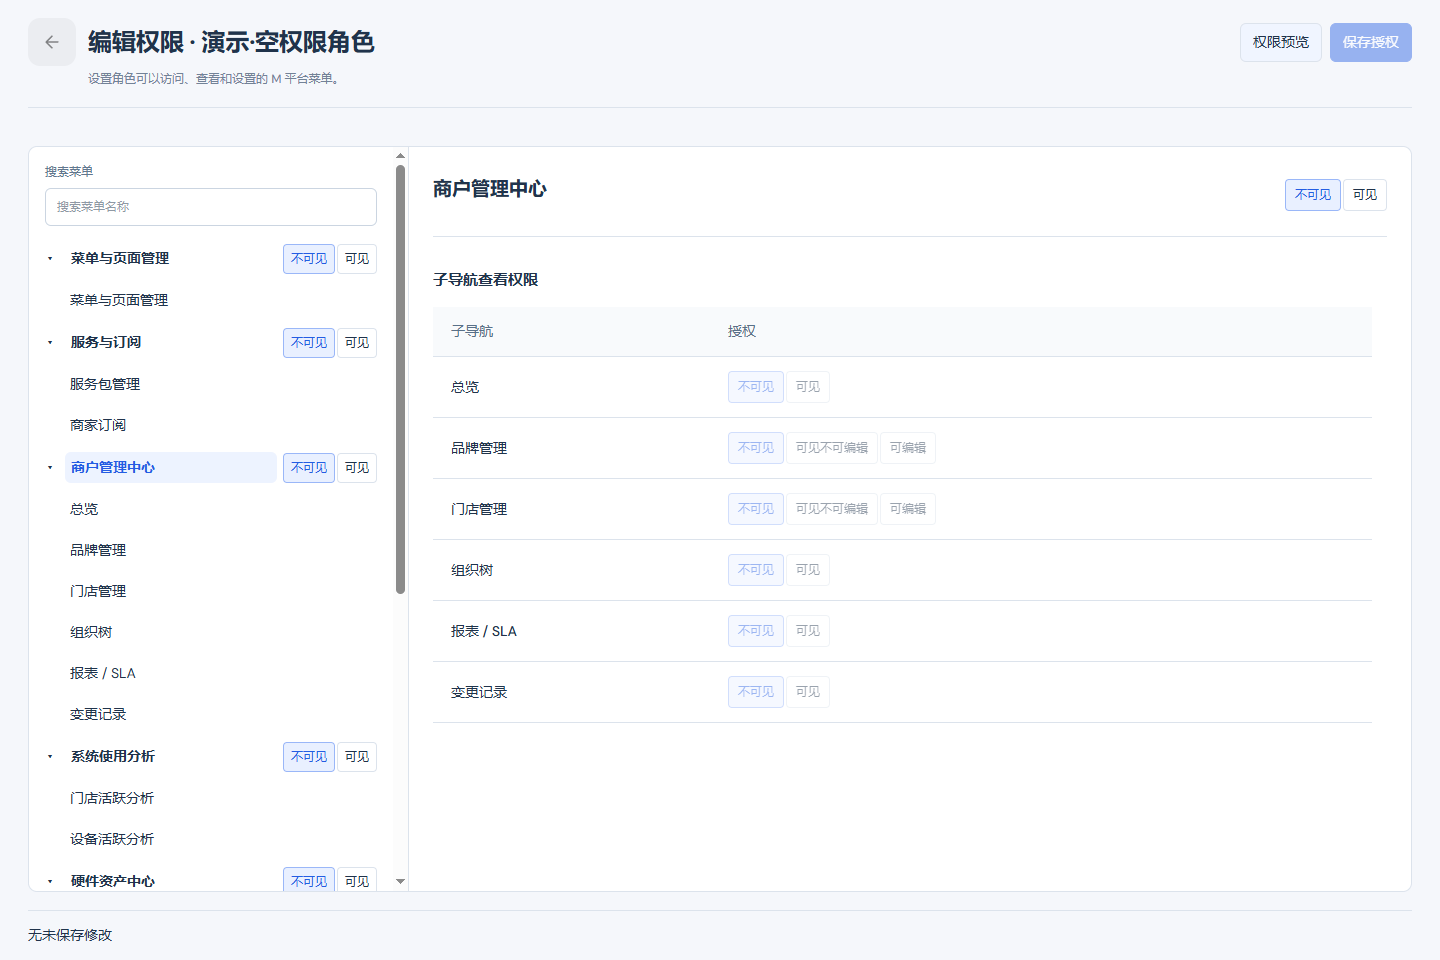 编辑权限 · 演示·空权限角色
设置角色可以访问、查看和设置的 M 平台菜单。
权限预览
保存授权
搜索菜单
搜索菜单名称
菜单与页面管理 不可见 可见
菜单与页面管理
服务与订阅 不可见 可见
服务包管理
商家订阅
商户管理中心 不可见 可见
总览
品牌管理
门店管理
组织树
报表 / SLA
变更记录
系统使用分析 不可见 可见
门店活跃分析
设备活跃分析
硬件资产中心 不可见 可见
商户管理中心 不可见 可见
子导航查看权限
子导航 授权
总览 不可见 可见
品牌管理 不可见 可见不可编辑 可编辑
门店管理 不可见 可见不可编辑 可编辑
组织树 不可见 可见
报表 / SLA 不可见 可见
变更记录 不可见 可见
无未保存修改